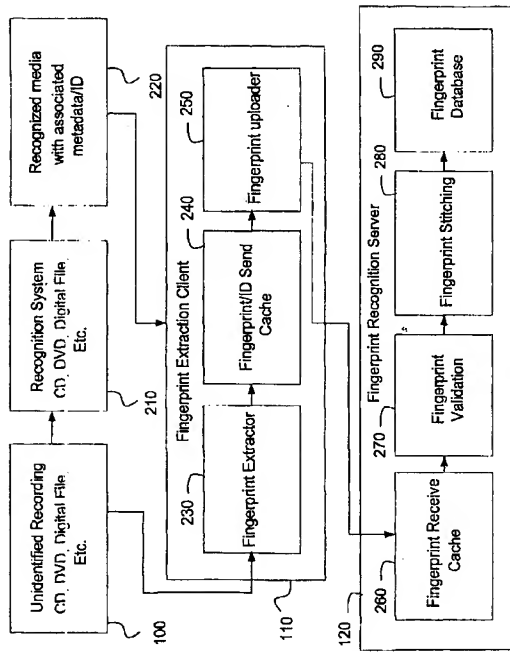 Unidentified Recording
CD, DVD, Digital File,
Etc.
100
Recognition System
CD, DVD, Digital File,
Etc.
210
Recognized media
with associated
metadata/ID
220
Fingerprint Extraction Client
110
230
Fingerprint Extractor
240
Fingerprint/ID Send
Cache
250
Fingerprint uploader
Fingerprint Recognition Server
120
260
Fingerprint Receive
Cache
270
Fingerprint
Validation
280
Fingerprint Stitching
290
Fingerprint
Database